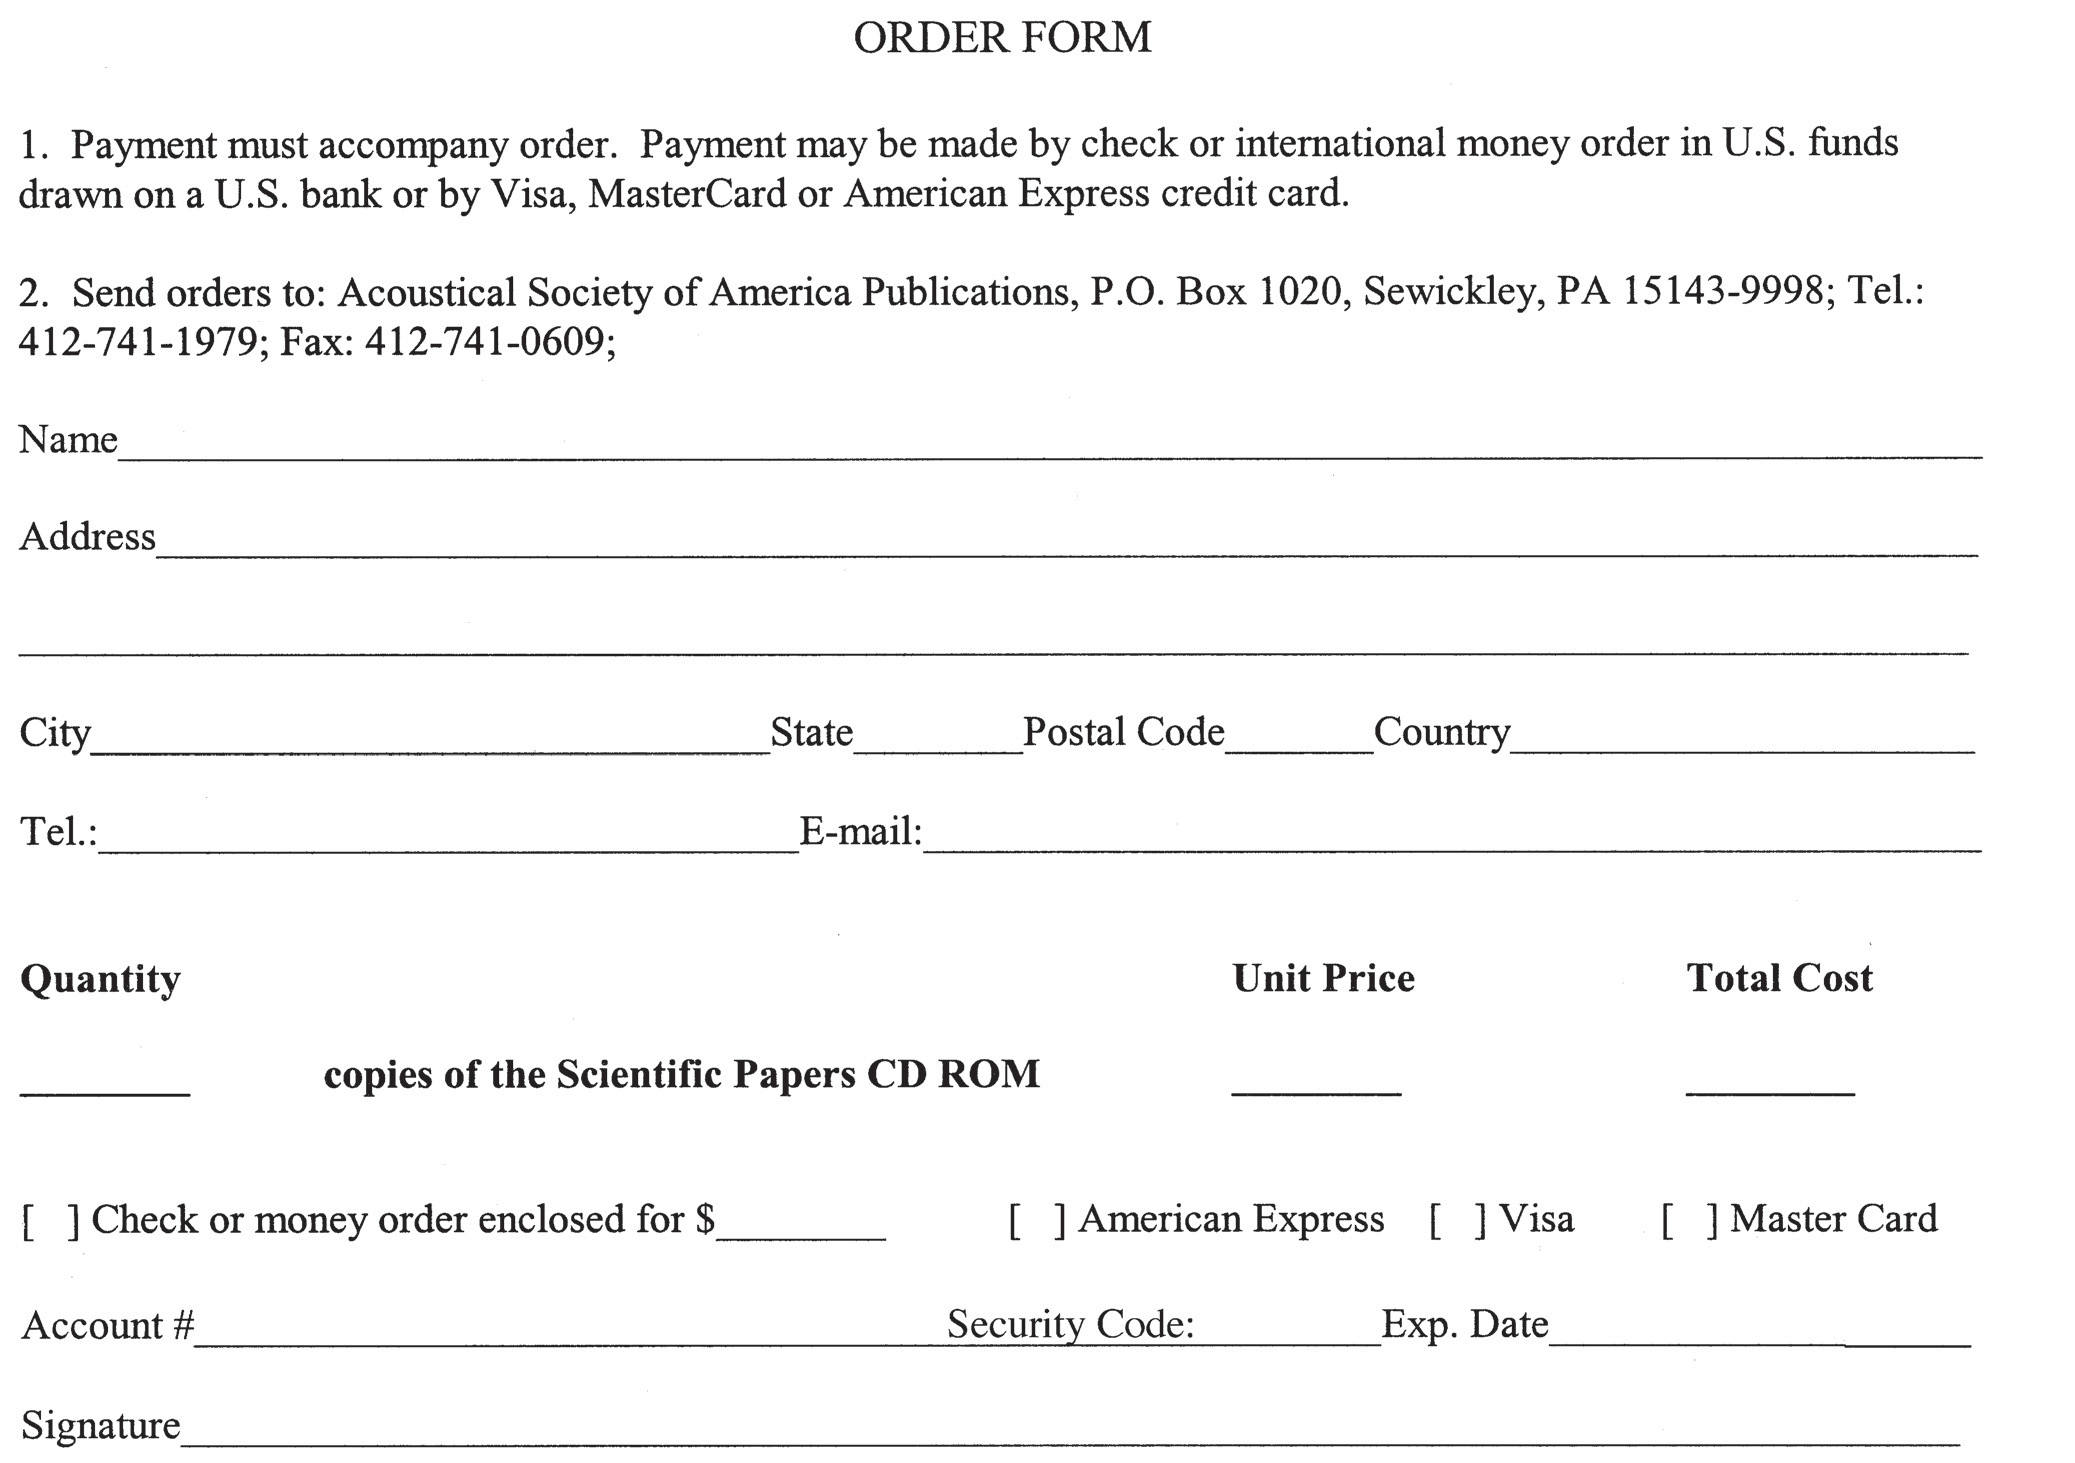 ORDER FORM
1. Payment must accompany order. Payment may be made by check or international money order in U.S. funds
drawn on a U.S. bank or by Visa, MasterCard or American Express credit card.
2. Send orders to: Acoustical Society of America Publications, P.O. Box 1020, Sewickley, PA 15143-9998; Tel.:
412-741-1979; Fax: 412-741-0609;
Name
Address
City State Postal Code Country
Tel.: E-mail:
Quantity Unit Price Total Cost
copies of the Scientific Papers CD ROM
[ ] Check or money order enclosed for $ [ ] American Express [ ] Visa [ ] Master Card
Account # Security Code: Exp. Date
Signature